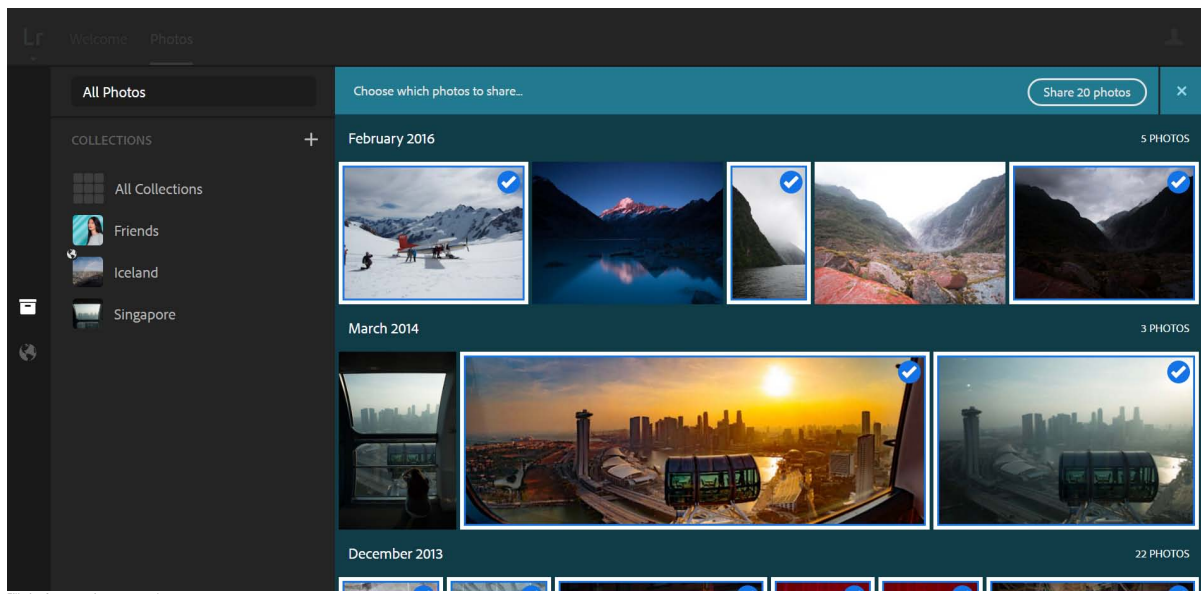 Lr Welcome Photos
All Photos
COLLECTIONS +
All Collections
Friends
Iceland
Singapore
Choose which photos to share...
Share 20 photos
February 2016
5 PHOTOS
March 2014
3 PHOTOS
December 2013
22 PHOTOS